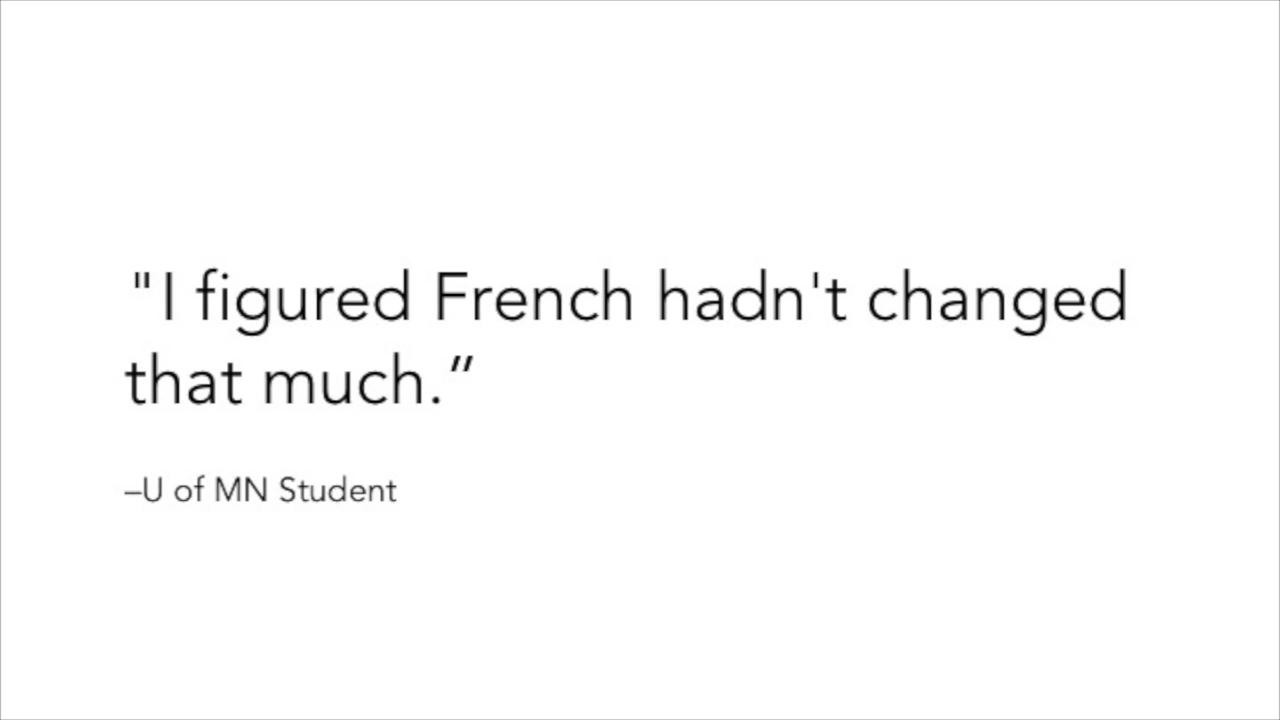 "I figured French hadn't changed
that much.”
–U of MN Student